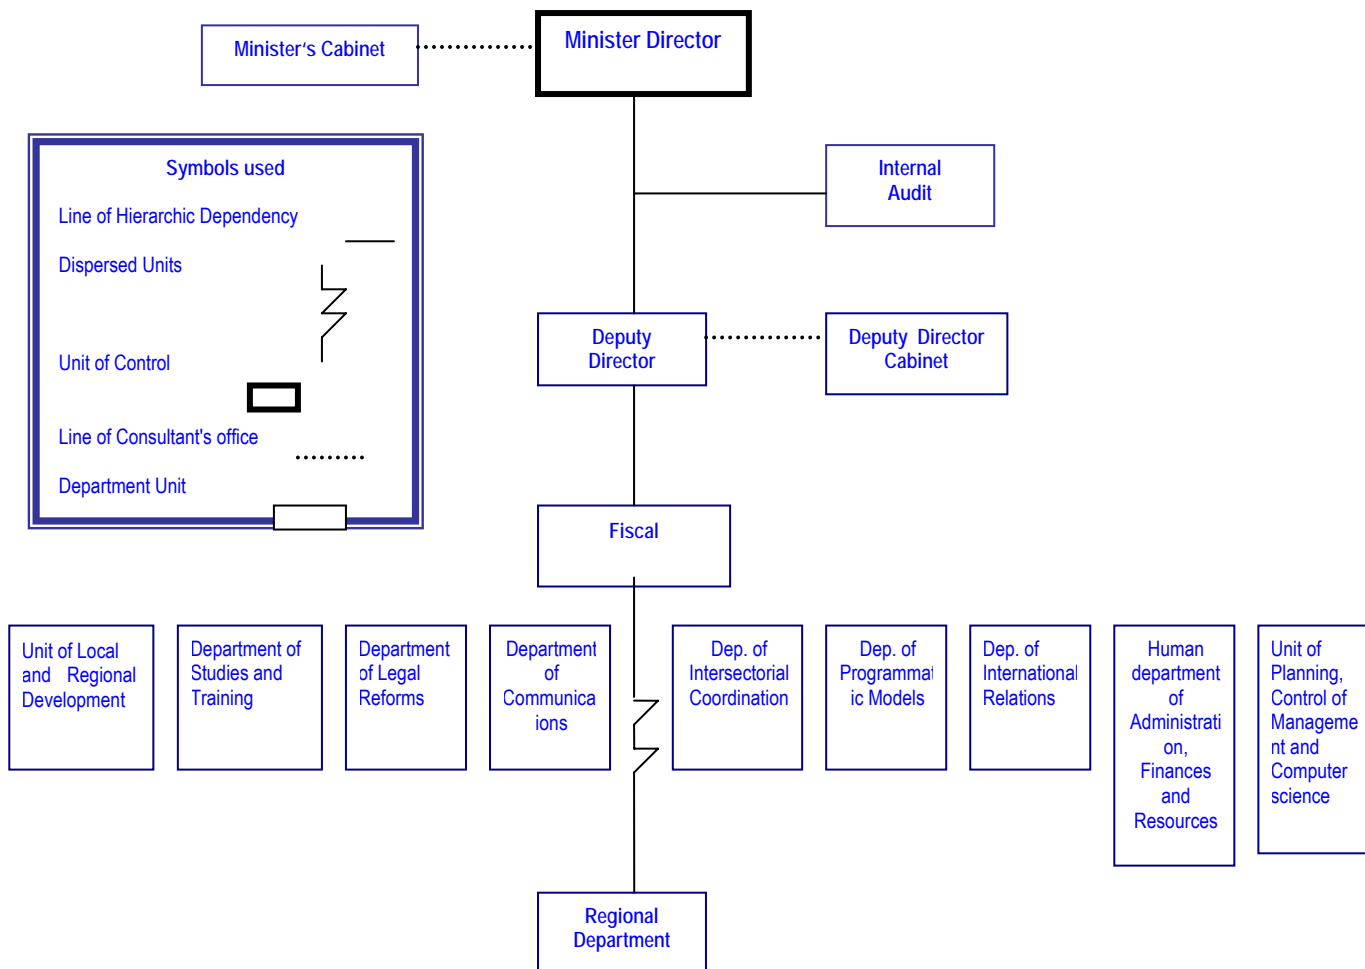 Minister's Cabinet
Minister Director
Symbols used
Line of Hierarchic Dependency
Dispersed Units
Unit of Control
Line of Consultant's office
Department Unit
Internal
Audit
Deputy
Director
Deputy Director
Cabinet
Fiscal
Unit of Local
and Regional
Development
Department of
Studies and
Training
Department
of Legal
Reforms
Department
of
Communica
ions
Dep. of
Intersectorial
Coordination
Dep. of
Programmat
ic Models
Dep. of
International
Relations
Human
department
of
Administrati
on,
Finances
and
Resources
Unit of
Planning,
Control of
Manageme
nt and
Computer
science
Regional
Department